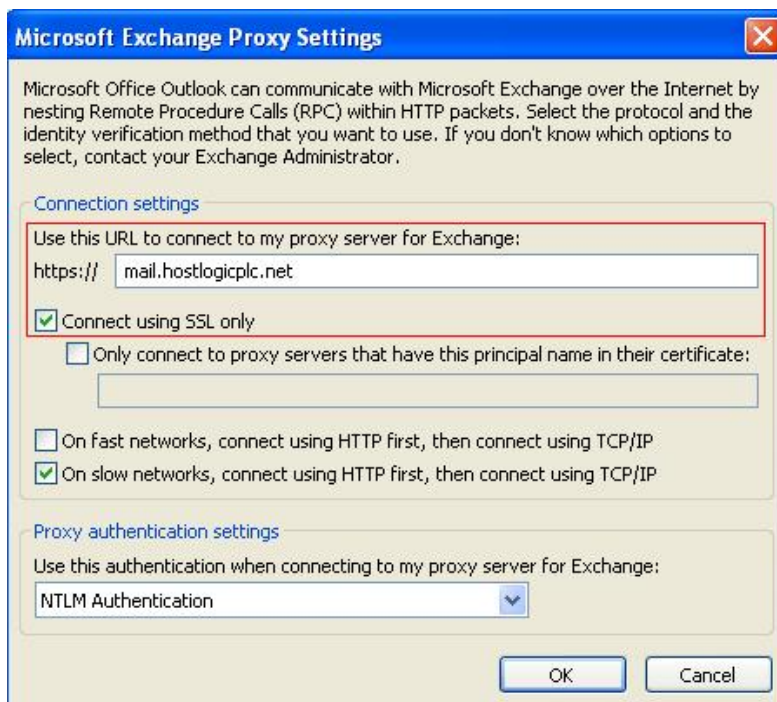 Microsoft Exchange Proxy Settings
Microsoft Office Outlook can communicate with Microsoft Exchange over the Internet by
nesting Remote Procedure Calls (RPC) within HTTP packets. Select the protocol and the
identity verification method that you want to use. If you don't know which options to
select, contact your Exchange Administrator.
Connection settings
Use this URL to connect to my proxy server for Exchange:
https:// mail.hostlogicplc.net
Connect using SSL only
Only connect to proxy servers that have this principal name in their certificate:
On fast networks, connect using HTTP first, then connect using TCP/IP
On slow networks, connect using HTTP first, then connect using TCP/IP
Proxy authentication settings
Use this authentication when connecting to my proxy server for Exchange:
NTLM Authentication
OK Cancel